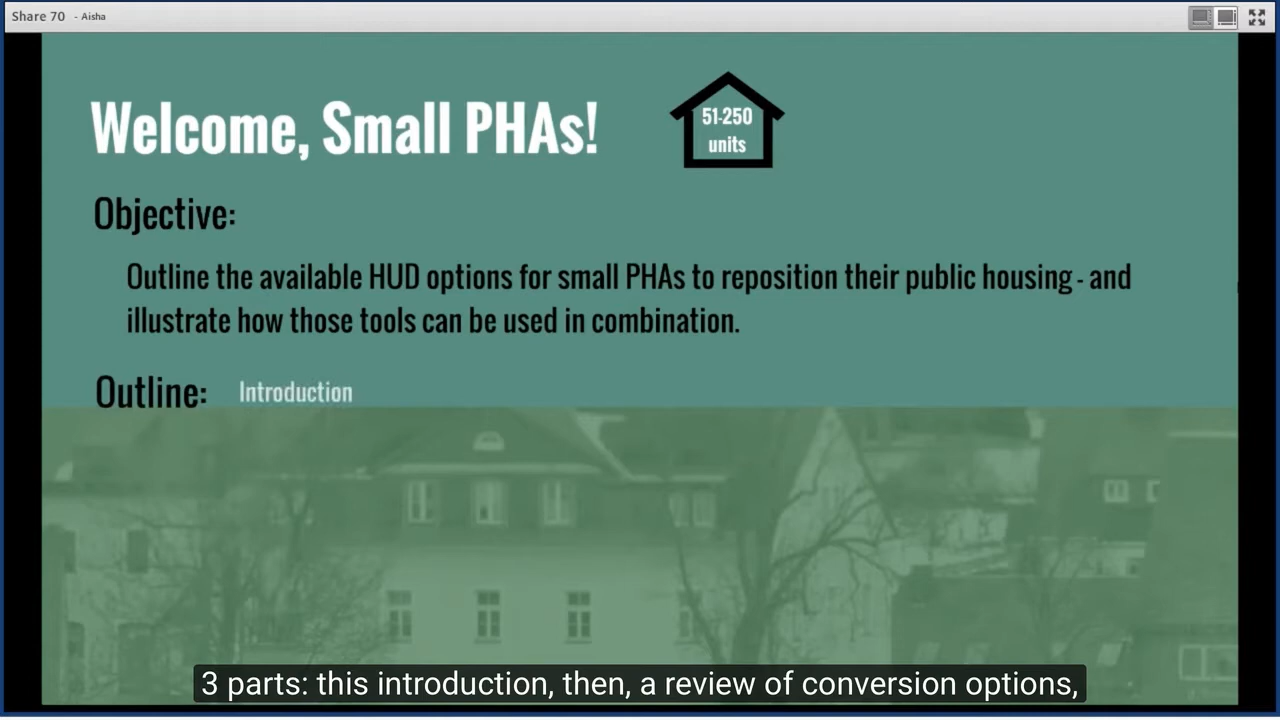 Share 70 - Aisha
Welcome, Small PHAs!
51-250
units
Objective:
Outline the available HUD options for small PHAs to reposition their public housing - and
illustrate how those tools can be used in combination.
Outline: Introduction
3 parts: this introduction, then, a review of conversion options,